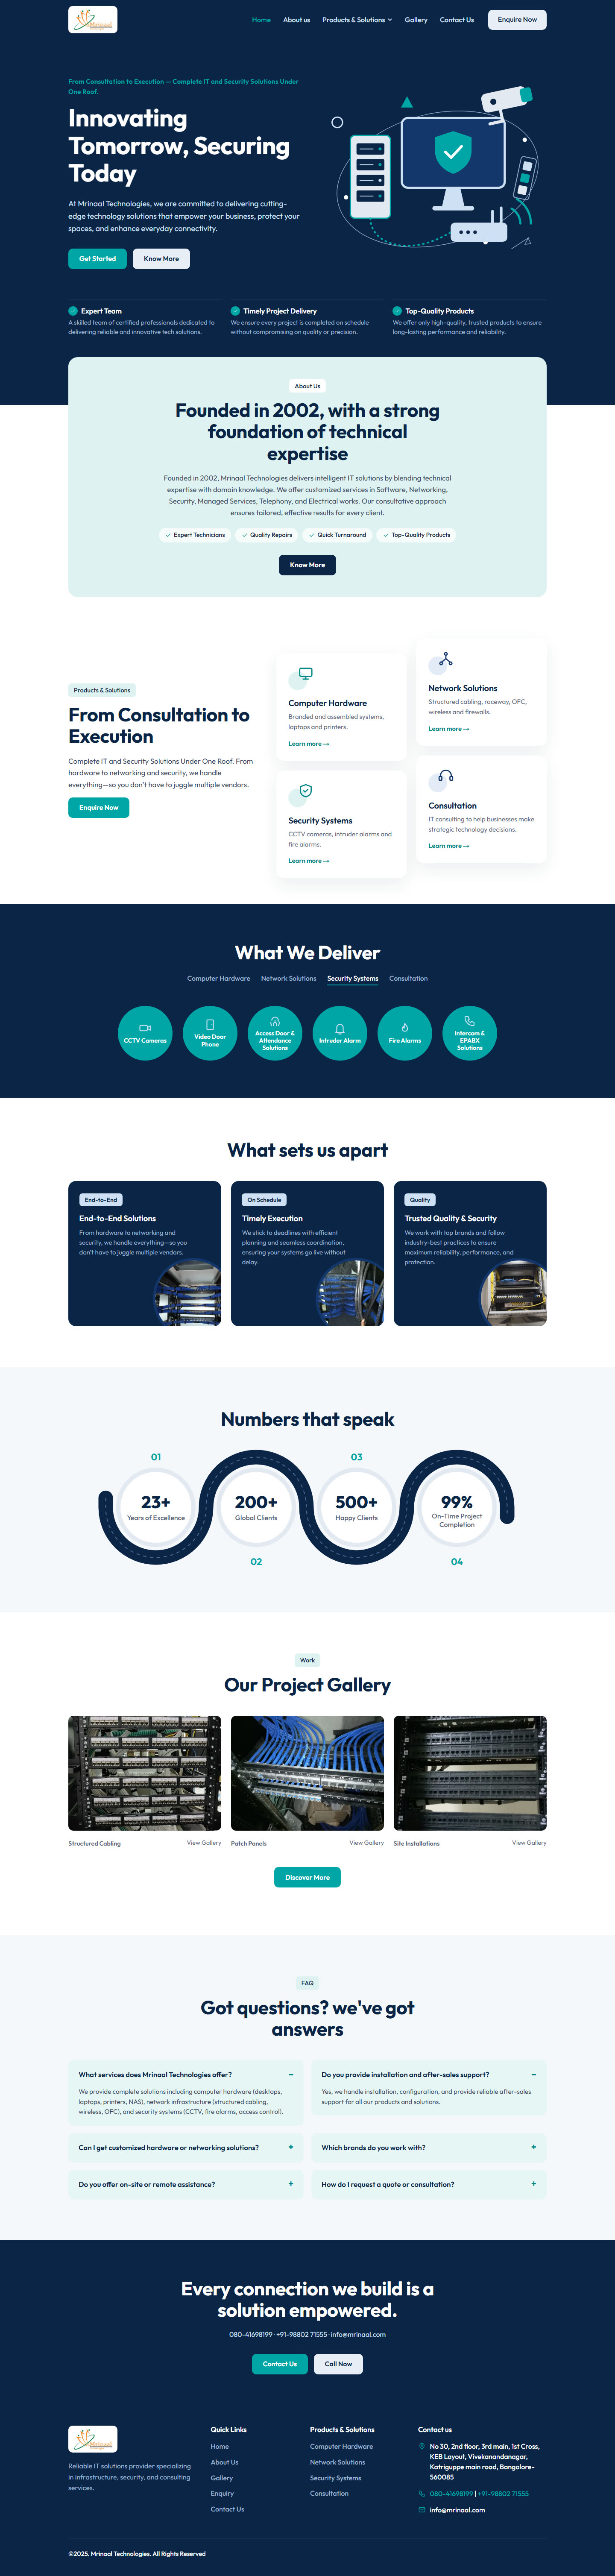 Mrinaal
Home
About us
Products & Solutions
Gallery
Contact Us
Enquire Now
From Consultation to Execution — Complete IT and Security Solutions Under
One Roof.
Innovating
Tomorrow, Securing
Today
At Mrinaal Technologies, we are committed to delivering cutting-
edge technology solutions that empower your business, protect your
spaces, and enhance everyday connectivity.
Get Started
Know More
Expert Team
A skilled team of certified professionals dedicated to
delivering reliable and innovative tech solutions.
Timely Project Delivery
We ensure every project is completed on schedule
without compromising on quality or precision.
Top-Quality Products
We offer only high-quality, trusted products to ensure
long-lasting performance and reliability.
About Us
Founded in 2002, with a strong
foundation of technical
expertise
Founded in 2002, Mrinaal Technologies delivers intelligent IT solutions by blending technical
expertise with domain knowledge. We offer customized services in Software, Networking,
Security, Managed Services, Telephony, and Electrical works. Our consultative approach
ensures tailored, effective results for every client.
Expert Technicians
Quality Repairs
Quick Turnaround
Top-Quality Products
Know More
Products & Solutions
From Consultation to
Execution
Complete IT and Security Solutions Under One Roof. From
hardware to networking and security, we handle
everything—so you don't have to juggle multiple vendors.
Enquire Now
Computer Hardware
Branded and assembled systems,
laptops and printers.
Learn more →
Network Solutions
Structured cabling, raceway, OFC,
wireless and firewalls.
Learn more →
Security Systems
CCTV cameras, intruder alarms and
fire alarms.
Learn more →
Consultation
IT consulting to help businesses make
strategic technology decisions.
Learn more →
What We Deliver
Computer Hardware
Network Solutions
Security Systems
Consultation
CCTV Cameras
Video Door
Phone
Access Door &
Attendance
Solutions
Intruder Alarm
Fire Alarms
Intercom &
EPABX
Solutions
What sets us apart
End-to-End
End-to-End Solutions
From hardware to networking and
security, we handle everything—so you
don't have to juggle multiple vendors.
On Schedule
Timely Execution
We stick to deadlines with efficient
planning and seamless coordination,
ensuring your systems go live without
delay.
Quality
Trusted Quality & Security
We work with top brands and follow
industry-best practices to ensure
maximum reliability, performance, and
protection.
Numbers that speak
01
23+
Years of Excellence
200+
Global Clients
02
03
500+
Happy Clients
99%
On-Time Project
Completion
04
Work
Our Project Gallery
Structured Cabling
View Gallery
Patch Panels
View Gallery
Site Installations
View Gallery
Discover More
FAQ
Got questions? we've got
answers
What services does Mrinaal Technologies offer?
We provide complete solutions including computer hardware (desktops,
laptops, printers, NAS), network infrastructure (structured cabling,
wireless, OFC), and security systems (CCTV, fire alarms, access control).
Do you provide installation and after-sales support?
Yes, we handle installation, configuration, and provide reliable after-sales
support for all our products and solutions.
Can I get customized hardware or networking solutions?
Which brands do you work with?
Do you offer on-site or remote assistance?
How do I request a quote or consultation?
Every connection we build is a
solution empowered.
080-41698199 · +91-98802 71555 · info@mrinaal.com
Contact Us
Call Now
Mrinaal
Reliable IT solutions provider specializing
in infrastructure, security, and consulting
services.
Quick Links
Home
About Us
Gallery
Enquiry
Contact Us
Products & Solutions
Computer Hardware
Network Solutions
Security Systems
Consultation
Contact us
No 30, 2nd floor, 3rd main, 1st Cross,
KEB Layout, Vivekanandanagar,
Katriguppe main road, Bangalore-
560085
080-41698199 | +91-98802 71555
info@mrinaal.com
©2025. Mrinaal Technologies. All Rights Reserved